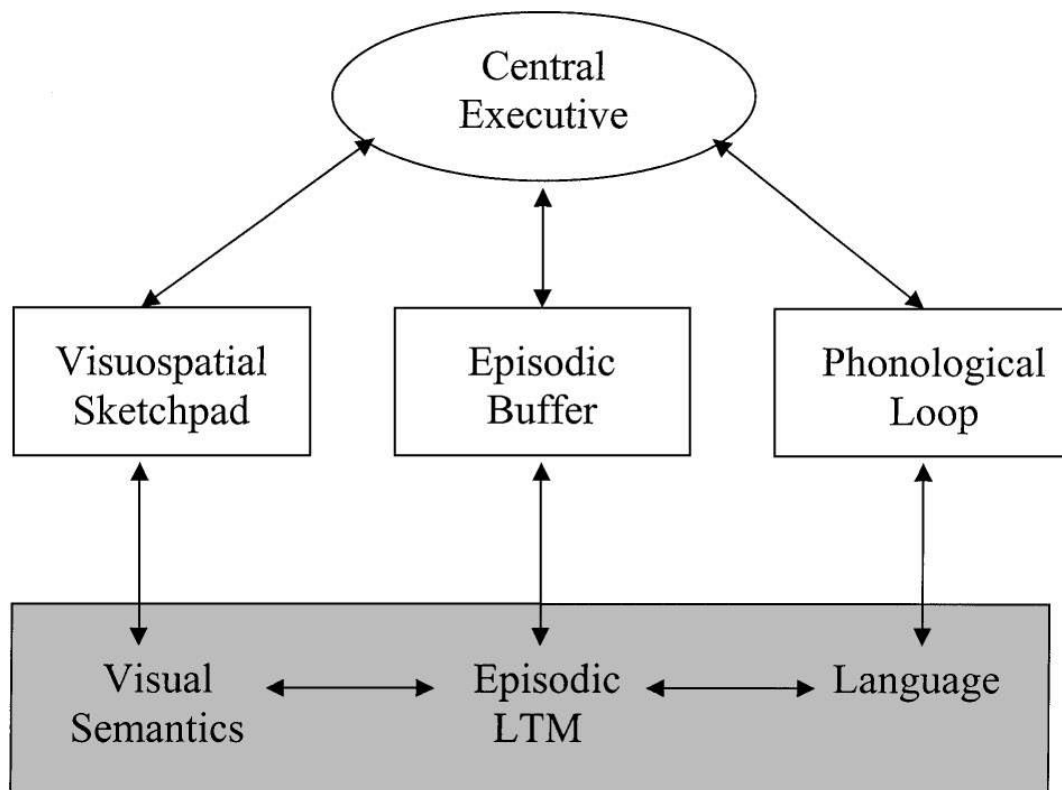 Central
Executive
Visuospatial
Sketchpad
Episodic
Buffer
Phonological
Loop
Visual
Semantics
Episodic
LTM
Language